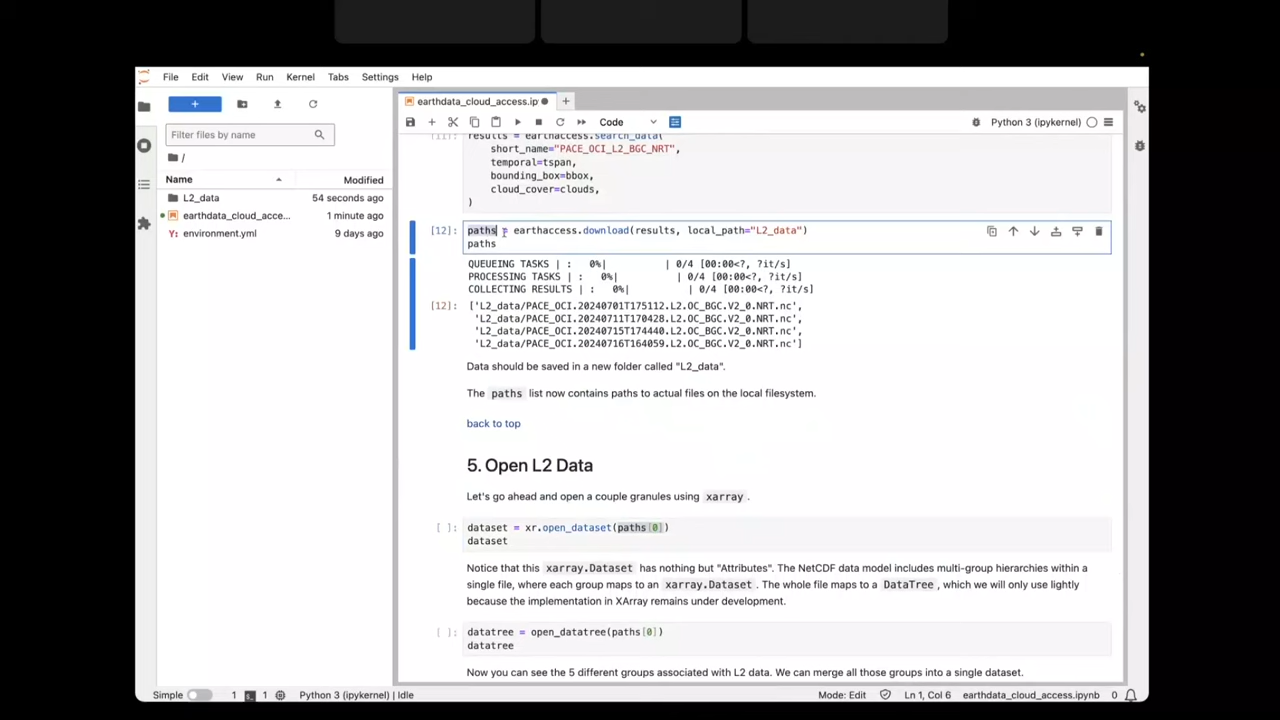 File Edit View Run Kernel Tabs Settings Help
+
Filter files by name
/
Name Modified
L2_data 54 seconds ago
earthdata_cloud_acce... 1 minute ago
Y: environment.yml 9 days ago
earthdata_cloud_access.ip
Code
Python 3 (ipykernel)
[11]: results = earthaccess.search_data(
short_name="PACE_OCI_L2_BGC_NRT",
temporal=tspan,
bounding_box=bbox,
cloud_cover=clouds,
)
[12]: paths = earthaccess.download(results, local_path="L2_data")
paths
QUEUEING TASKS | : 0%| | 0/4 [00:00<?, ?it/s]
PROCESSING TASKS | : 0%| | 0/4 [00:00<?, ?it/s]
COLLECTING RESULTS | : 0%| | 0/4 [00:00<?, ?it/s]
[12]: ['L2_data/PACE_OCI.20240701T175112.L2.OC_BGC.V2_0.NRT.nc',
'L2_data/PACE_OCI.20240711T170428.L2.OC_BGC.V2_0.NRT.nc',
'L2_data/PACE_OCI.20240715T174440.L2.OC_BGC.V2_0.NRT.nc',
'L2_data/PACE_OCI.20240716T164059.L2.OC_BGC.V2_0.NRT.nc']
Data should be saved in a new folder called "L2_data".
The paths list now contains paths to actual files on the local filesystem.
back to top
5. Open L2 Data
Let's go ahead and open a couple granules using xarray .
[ ]: dataset = xr.open_dataset(paths[0])
dataset
Notice that this xarray.Dataset has nothing but "Attributes". The NetCDF data model includes multi-group hierarchies within a
single file, where each group maps to an xarray.Dataset . The whole file maps to a DataTree , which we will only use lightly
because the implementation in XArray remains under development.
[ ]: datatree = open_datatree(paths[0])
datatree
Now you can see the 5 different groups associated with L2 data. We can merge all those groups into a single dataset.
Simple 1 1 Python 3 (ipykernel) | Idle Mode: Edit Ln 1, Col 6 earthdata_cloud_access.ipynb 0